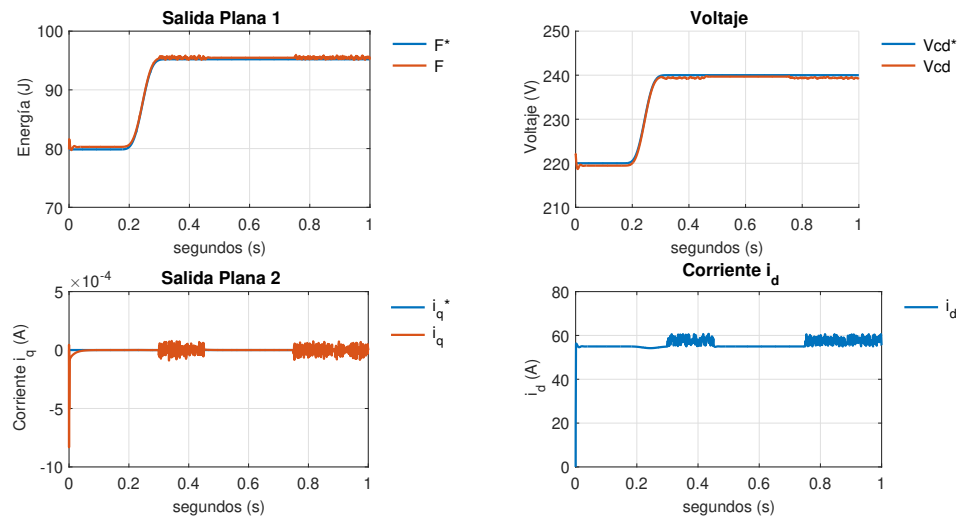 Salida Plana 1
100
90
80
70
Energía (J)
0 0.2 0.4 0.6 0.8 1
segundos (s)
F*
F
Voltaje
250
240
230
220
210
Voltaje (V)
0 0.2 0.4 0.6 0.8 1
segundos (s)
Vcd*
Vcd
Salida Plana 2
×10⁻⁴
5
0
-5
-10
Corriente i_q (A)
0 0.2 0.4 0.6 0.8 1
segundos (s)
i_q*
i_q
Corriente i_d
80
60
40
20
0
i_d (A)
0 0.2 0.4 0.6 0.8 1
segundos (s)
i_d